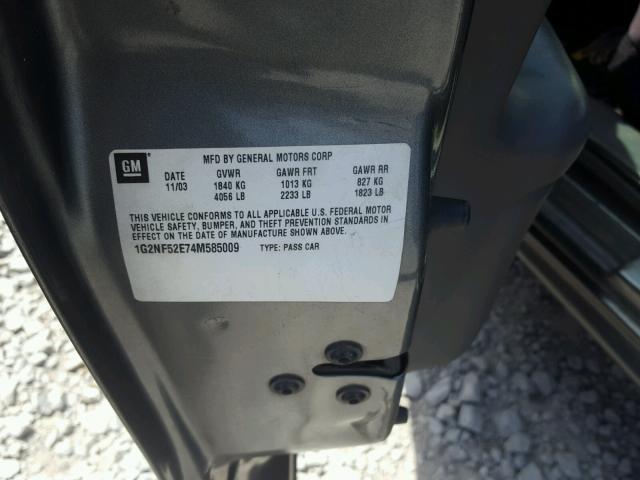 GM
MFD BY GENERAL MOTORS CORP
DATE GVWR GAWR FRT GAWR RR
11/03 1840 KG 1013 KG 827 KG
4056 LB 2233 LB 1823 LB
THIS VEHICLE CONFORMS TO ALL APPLICABLE U.S. FEDERAL MOTOR
VEHICLE SAFETY, BUMPER, AND THEFT PREVENTION STANDARDS IN
EFFECT ON THE DATE OF MANUFACTURE SHOWN ABOVE.
1G2NF52E74M585009 TYPE: PASS CAR